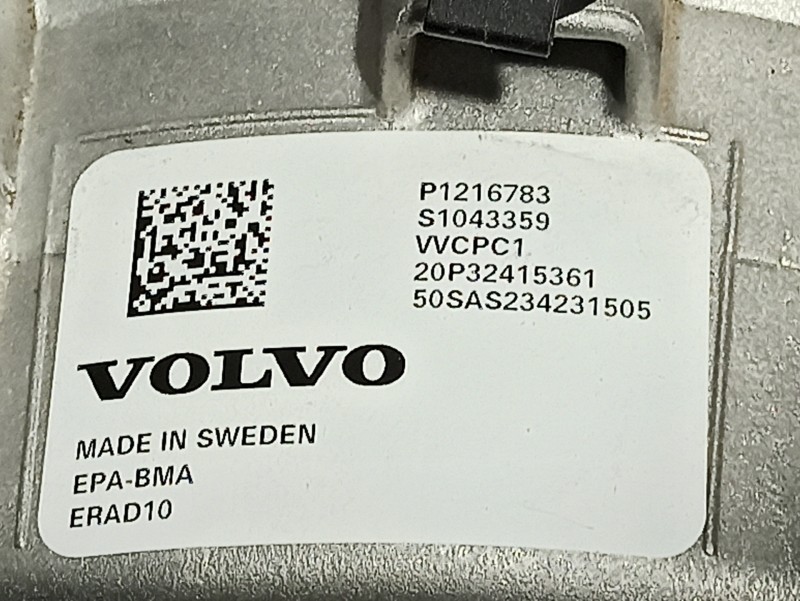 P1216783
S1043359
VVCPC1
20P32415361
50SAS234231505
VOLVO
MADE IN SWEDEN
EPA-BMA
ERAD10